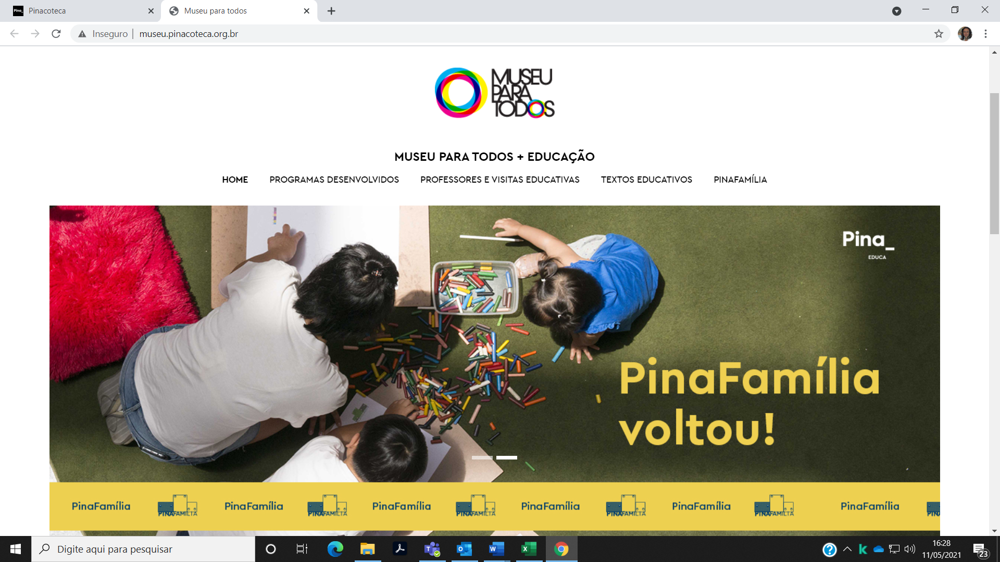 Pina_ Pinacoteca
Museu para todos
Inseguro | museu.pinacoteca.org.br
MUSEU
PARA
TODOS
MUSEU PARA TODOS + EDUCAÇÃO
HOME PROGRAMAS DESENVOLVIDOS PROFESSORES E VISITAS EDUCATIVAS TEXTOS EDUCATIVOS PINAFAMÍLIA
Pina_
EDUCA
PinaFamília
voltou!
PinaFamília PINAFAMILIA PinaFamília PINAFAMILIA PinaFamília PINAFAMILIA PinaFamília PINAFAMILIA PinaFamília PINAFAMILIA PinaFamília
Digite aqui para pesquisar
16:28
11/05/2021
23